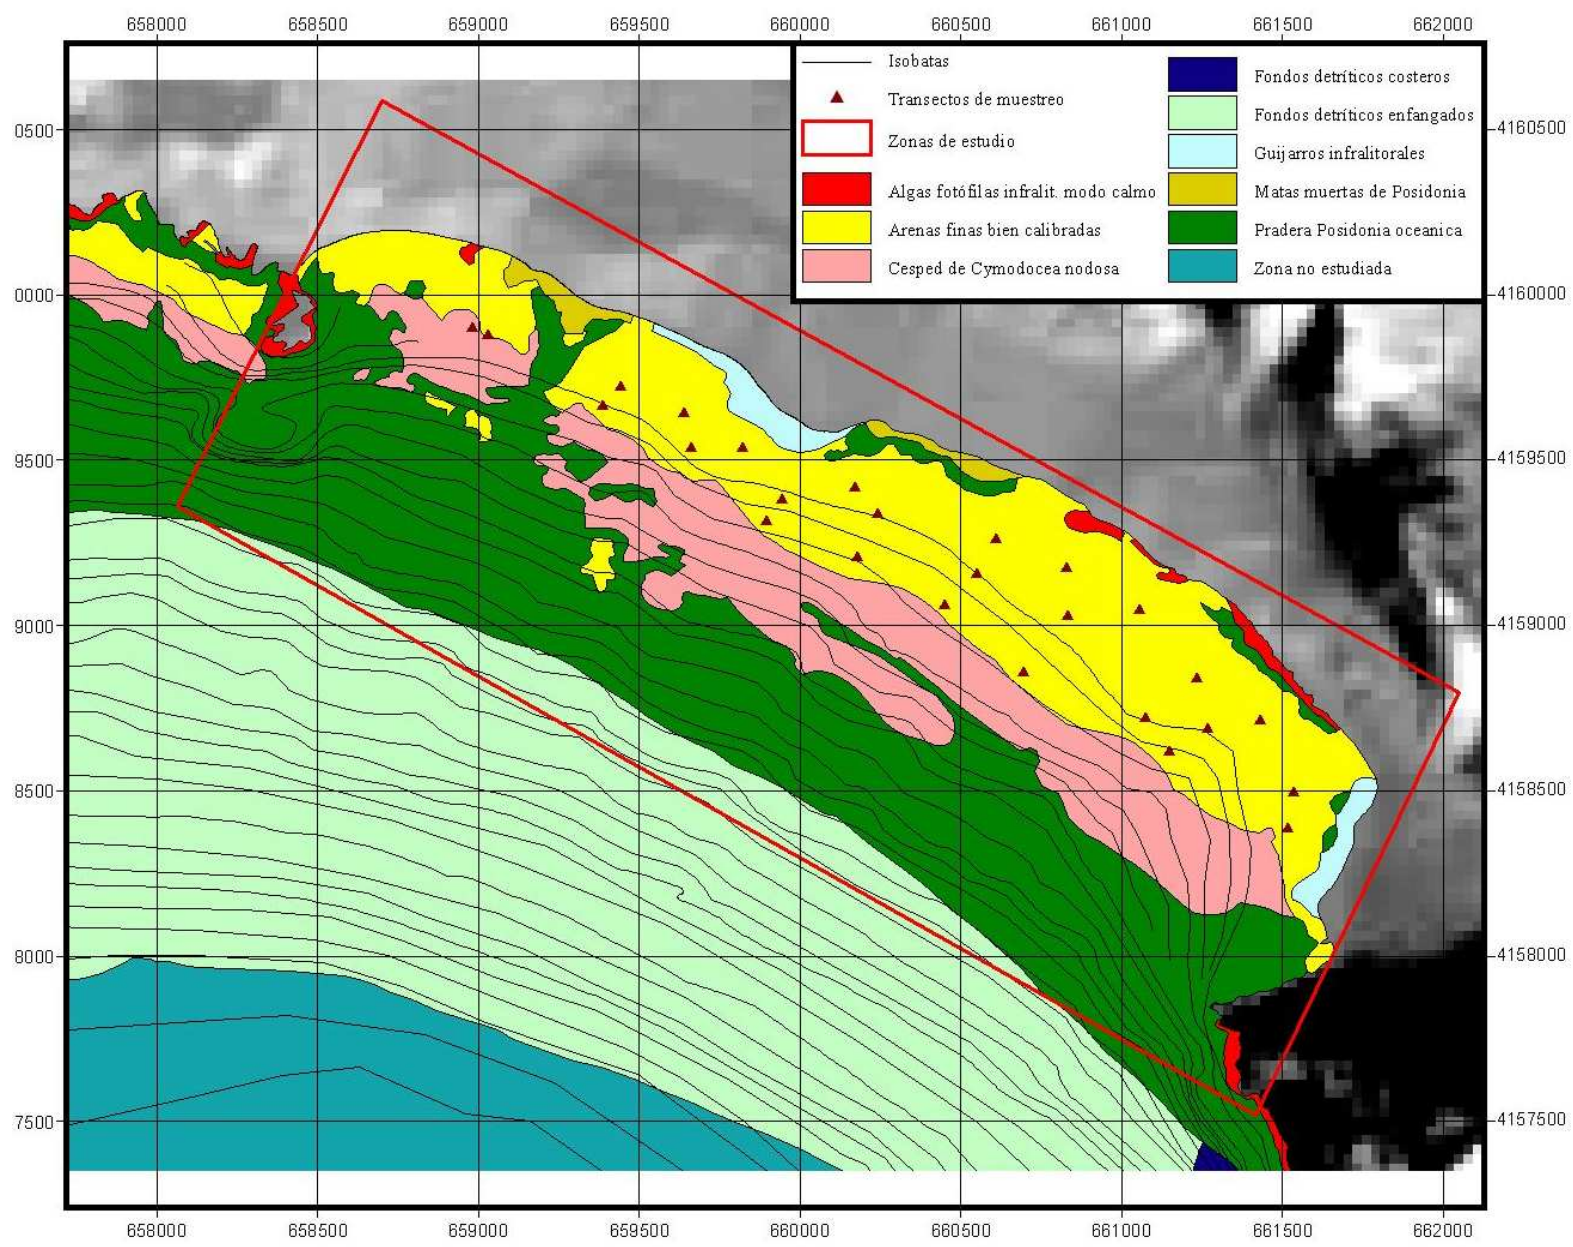 658000 658500 659000 659500 660000 660500 661000 661500 662000
Isobatas
Transectos de muestreo
Zonas de estudio
Algas fotófilas infralit. modo calmo
Arenas finas bien calibradas
Cesped de Cymodocea nodosa
Fondos detríticos costeros
Fondos detríticos enfangados
Guijarros infralitorales
Matas muertas de Posidonia
Pradera Posidonia oceanica
Zona no estudiada
0500 4160500
0000 4160000
9500 4159500
9000 4159000
8500 4158500
8000 4158000
7500 4157500
658000 658500 659000 659500 660000 660500 661000 661500 662000